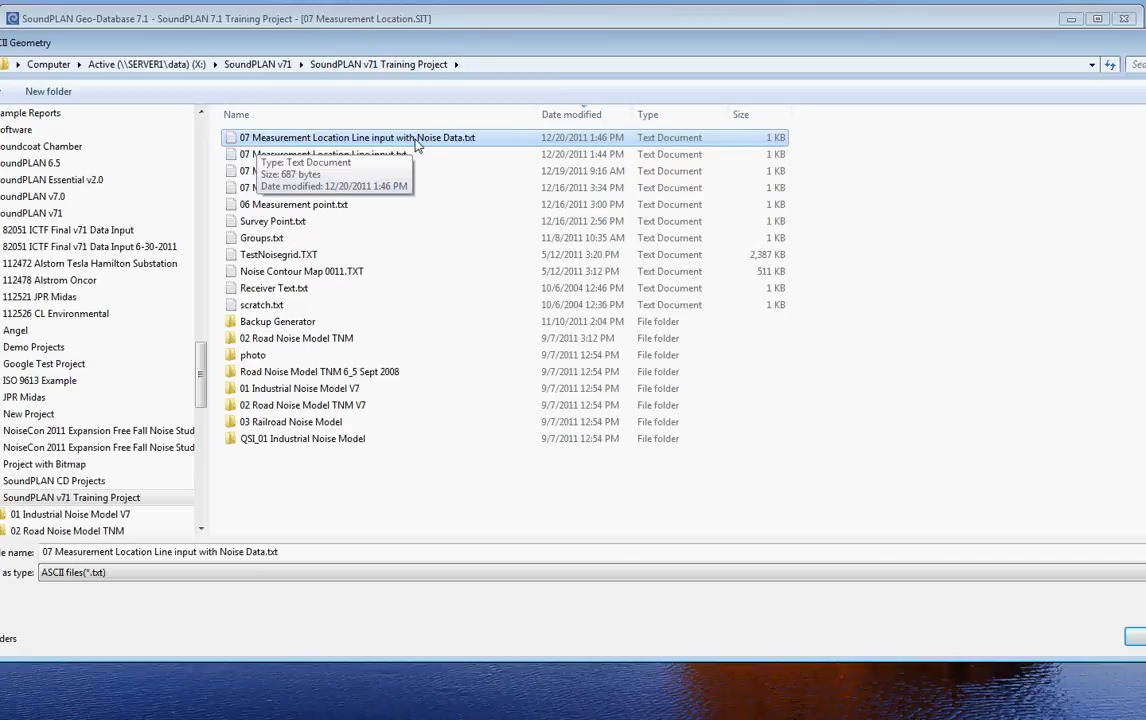 SoundPLAN Geo-Database 7.1 - SoundPLAN 7.1 Training Project - [07 Measurement Location.SIT]
CII Geometry
Computer Active (\\SERVER1\data) (X:) SoundPLAN v71 SoundPLAN v71 Training Project Sea
New folder
ample Reports
oftware
oundcoat Chamber
oundPLAN 6.5
oundPLAN Essential v2.0
oundPLAN v7.0
oundPLAN v71
82051 ICTF Final v71 Data Input
82051 ICTF Final v71 Data Input 6-30-2011
112472 Alstom Tesla Hamilton Substation
112480 Alstrom Oncor
112521 JPR Midas
112526 CL Environmental
Angel
Demo Projects
Google Test Project
ISO 9613 Example
JPR Midas
New Project
NoiseCon 2011 Expansion Free Fall Noise Stud
NoiseCon 2011 Expansion Free Fall Noise Stud
Project with Bitmap
SoundPLAN CD Projects
SoundPLAN v71 Training Project
01 Industrial Noise Model V7
02 Road Noise Model TNM
Name Date modified Type Size
07 Measurement Location Line input with Noise Data.txt 12/20/2011 1:46 PM Text Document 1 KB
07 Measurement Location Line input.txt 12/20/2011 1:44 PM Text Document 1 KB
07 M 12/19/2011 9:16 AM Text Document 1 KB
07 M 12/16/2011 3:34 PM Text Document 1 KB
Type: Text Document
Size: 687 bytes
Date modified: 12/20/2011 1:46 PM
06 Measurement point.txt 12/16/2011 3:00 PM Text Document 1 KB
Survey Point.txt 12/16/2011 2:56 PM Text Document 1 KB
Groups.txt 11/8/2011 10:35 AM Text Document 1 KB
TestNoisegrid.TXT 5/12/2011 3:20 PM Text Document 2,387 KB
Noise Contour Map 0011.TXT 5/12/2011 3:12 PM Text Document 511 KB
Receiver Text.txt 10/6/2004 12:46 PM Text Document 1 KB
scratch.txt 10/6/2004 12:36 PM Text Document 1 KB
Backup Generator 11/10/2011 2:04 PM File folder
02 Road Noise Model TNM 9/7/2011 3:12 PM File folder
photo 9/7/2011 12:54 PM File folder
Road Noise Model TNM 6_5 Sept 2008 9/7/2011 12:54 PM File folder
01 Industrial Noise Model V7 9/7/2011 12:54 PM File folder
02 Road Noise Model TNM V7 9/7/2011 12:54 PM File folder
03 Railroad Noise Model 9/7/2011 12:54 PM File folder
QSI_01 Industrial Noise Model 9/7/2011 12:54 PM File folder
le name: 07 Measurement Location Line input with Noise Data.txt
as type: ASCII files(*.txt)
ders